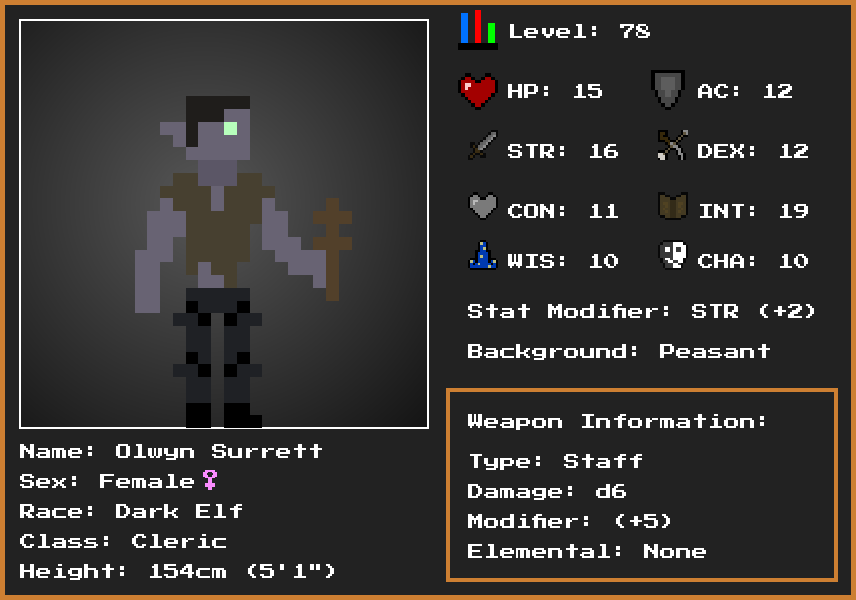 Level: 78
HP: 15
AC: 12
STR: 16
DEX: 12
CON: 11
INT: 19
WIS: 10
CHA: 10
Stat Modifier: STR (+2)
Background: Peasant
Weapon Information:
Type: Staff
Damage: d6
Modifier: (+5)
Elemental: None
Name: Olwyn Surrett
Sex: Female♀
Race: Dark Elf
Class: Cleric
Height: 154cm (5'1")